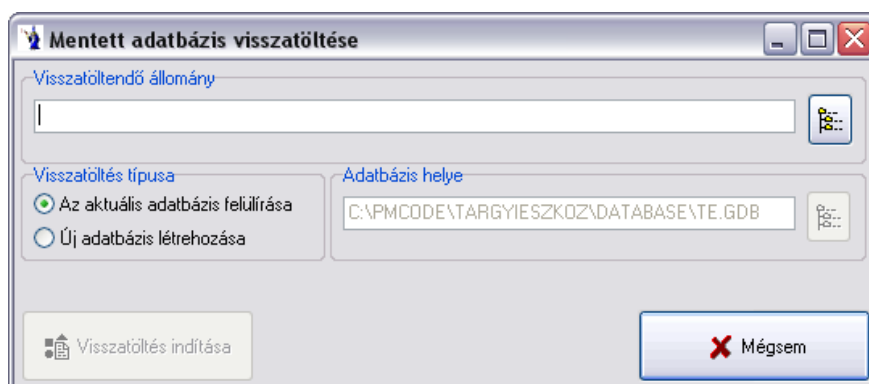 Mentett adatbázis visszatöltése
Visszatöltendő állomány
Visszatöltés típusa
Az aktuális adatbázis felülírása
Új adatbázis létrehozása
Adatbázis helye
C:\PMCODE\TARGYIESZKOZ\DATABASE\TE.GDB
Visszatöltés indítása
Mégsem